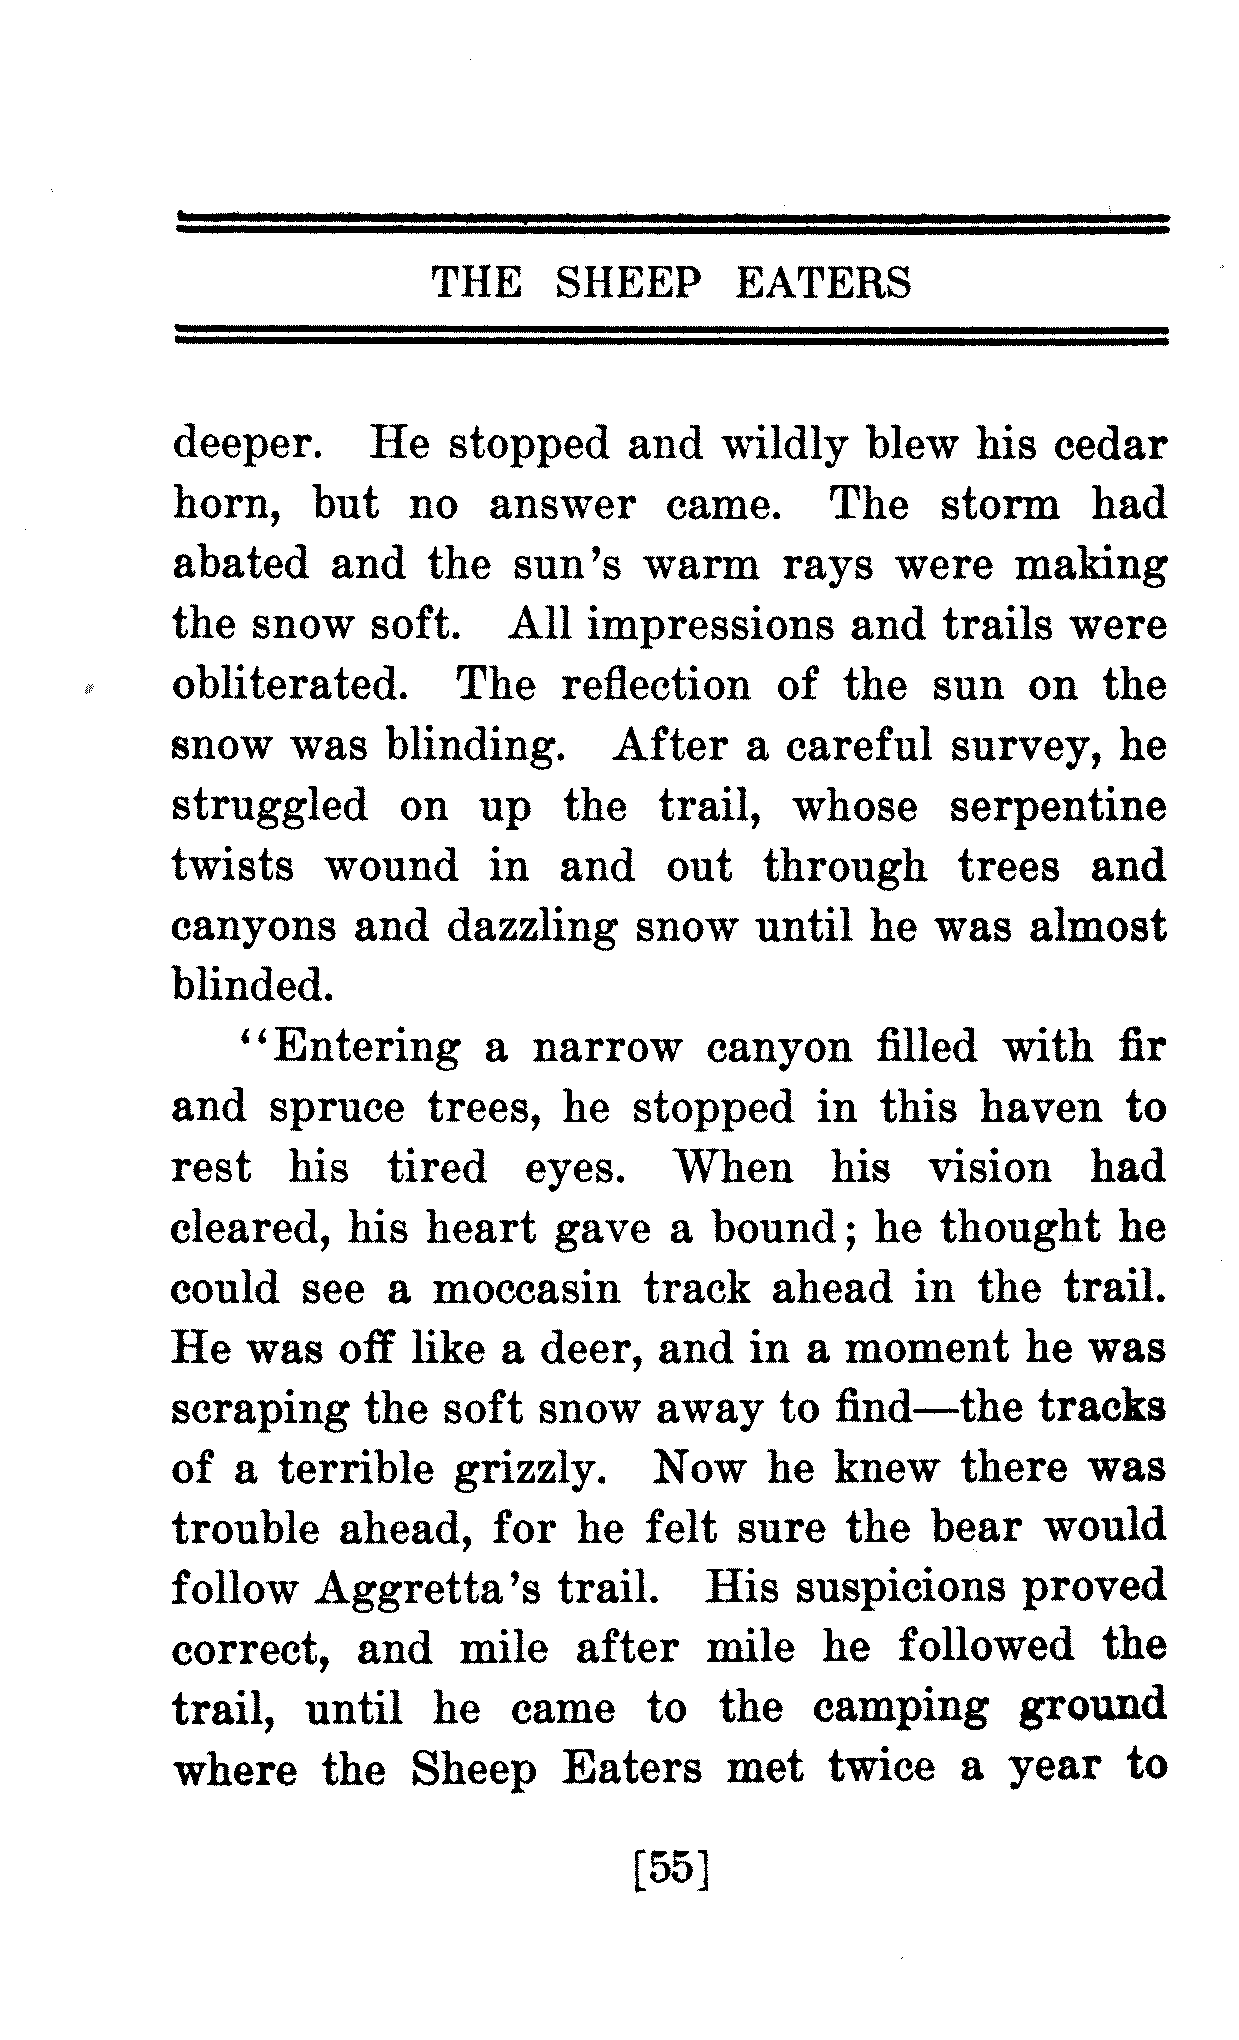 THE SHEEP EATERS
deeper. He stopped and wildly blew his cedar
horn, but no answer came. The storm had
abated and the sun's warm rays were making
the snow soft. All impressions and trails were
obliterated. The reflection of the sun on the
snow was blinding. After a careful survey, he
struggled on up the trail, whose serpentine
twists wound in and out through trees and
canyons and dazzling snow until he was almost
blinded.
"Entering a narrow canyon filled with fir
and spruce trees, he stopped in this haven to
rest his tired eyes. When his vision had
cleared, his heart gave a bound; he thought he
could see a moccasin track ahead in the trail.
He was off like a deer, and in a moment he was
scraping the soft snow away to find—the tracks
of a terrible grizzly. Now he knew there was
trouble ahead, for he felt sure the bear would
follow Aggretta's trail. His suspicions proved
correct, and mile after mile he followed the
trail, until he came to the camping ground
where the Sheep Eaters met twice a year to
[55]